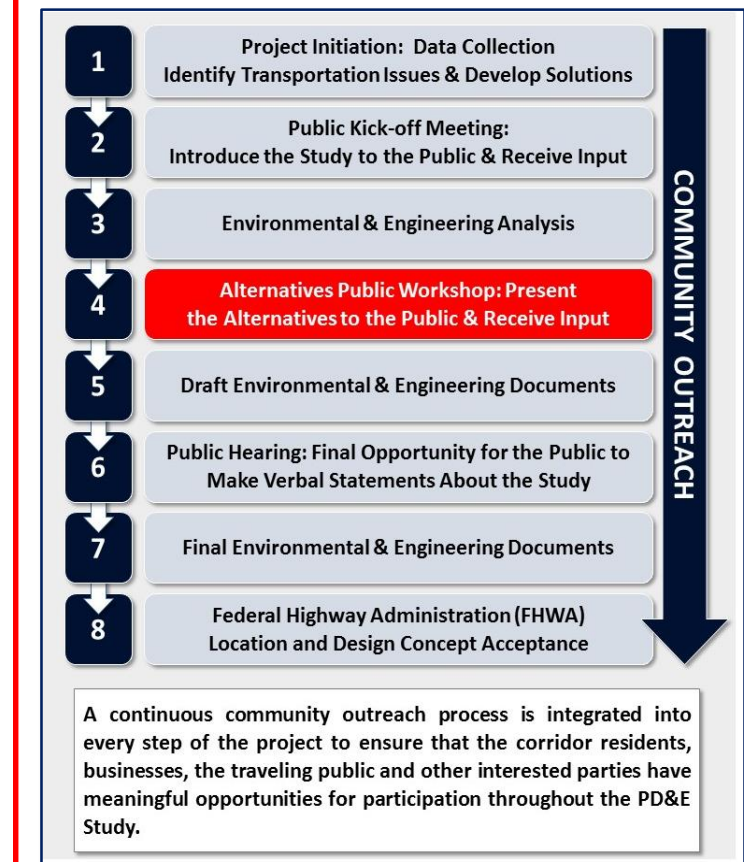 1
Project Initiation: Data Collection
Identify Transportation Issues & Develop Solutions
2
Public Kick-off Meeting:
Introduce the Study to the Public & Receive Input
3
Environmental & Engineering Analysis
4
Alternatives Public Workshop: Present
the Alternatives to the Public & Receive Input
5
Draft Environmental & Engineering Documents
6
Public Hearing: Final Opportunity for the Public to
Make Verbal Statements About the Study
7
Final Environmental & Engineering Documents
8
Federal Highway Administration (FHWA)
Location and Design Concept Acceptance
COMMUNITY OUTREACH
A continuous community outreach process is integrated into
every step of the project to ensure that the corridor residents,
businesses, the traveling public and other interested parties have
meaningful opportunities for participation throughout the PD&E
Study.